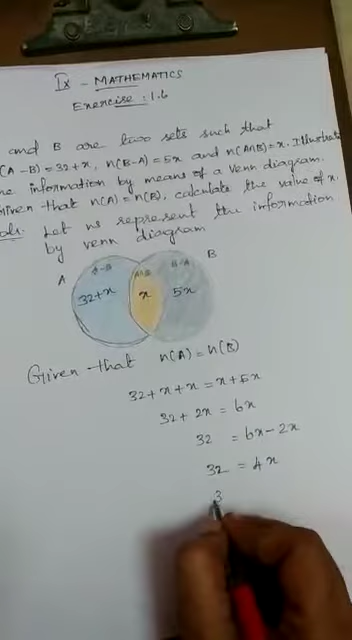 IX - MATHEMATICS
Exercise : 1.6
and B are two sets such that
(A-B) = 32+x, n(B-A) = 5x and n(A∩B) = x. Illustrate
information by means of a Venn diagram.
Given that n(A) = n(B), calculate the value of x.
Let us represent the information
by venn diagram
A B
A-B A∩B B-A
32+x x 5x
Given that n(A) = n(B)
32+x+x = x+5x
32+2x = 6x
32 = 6x-2x
32 = 4x
3